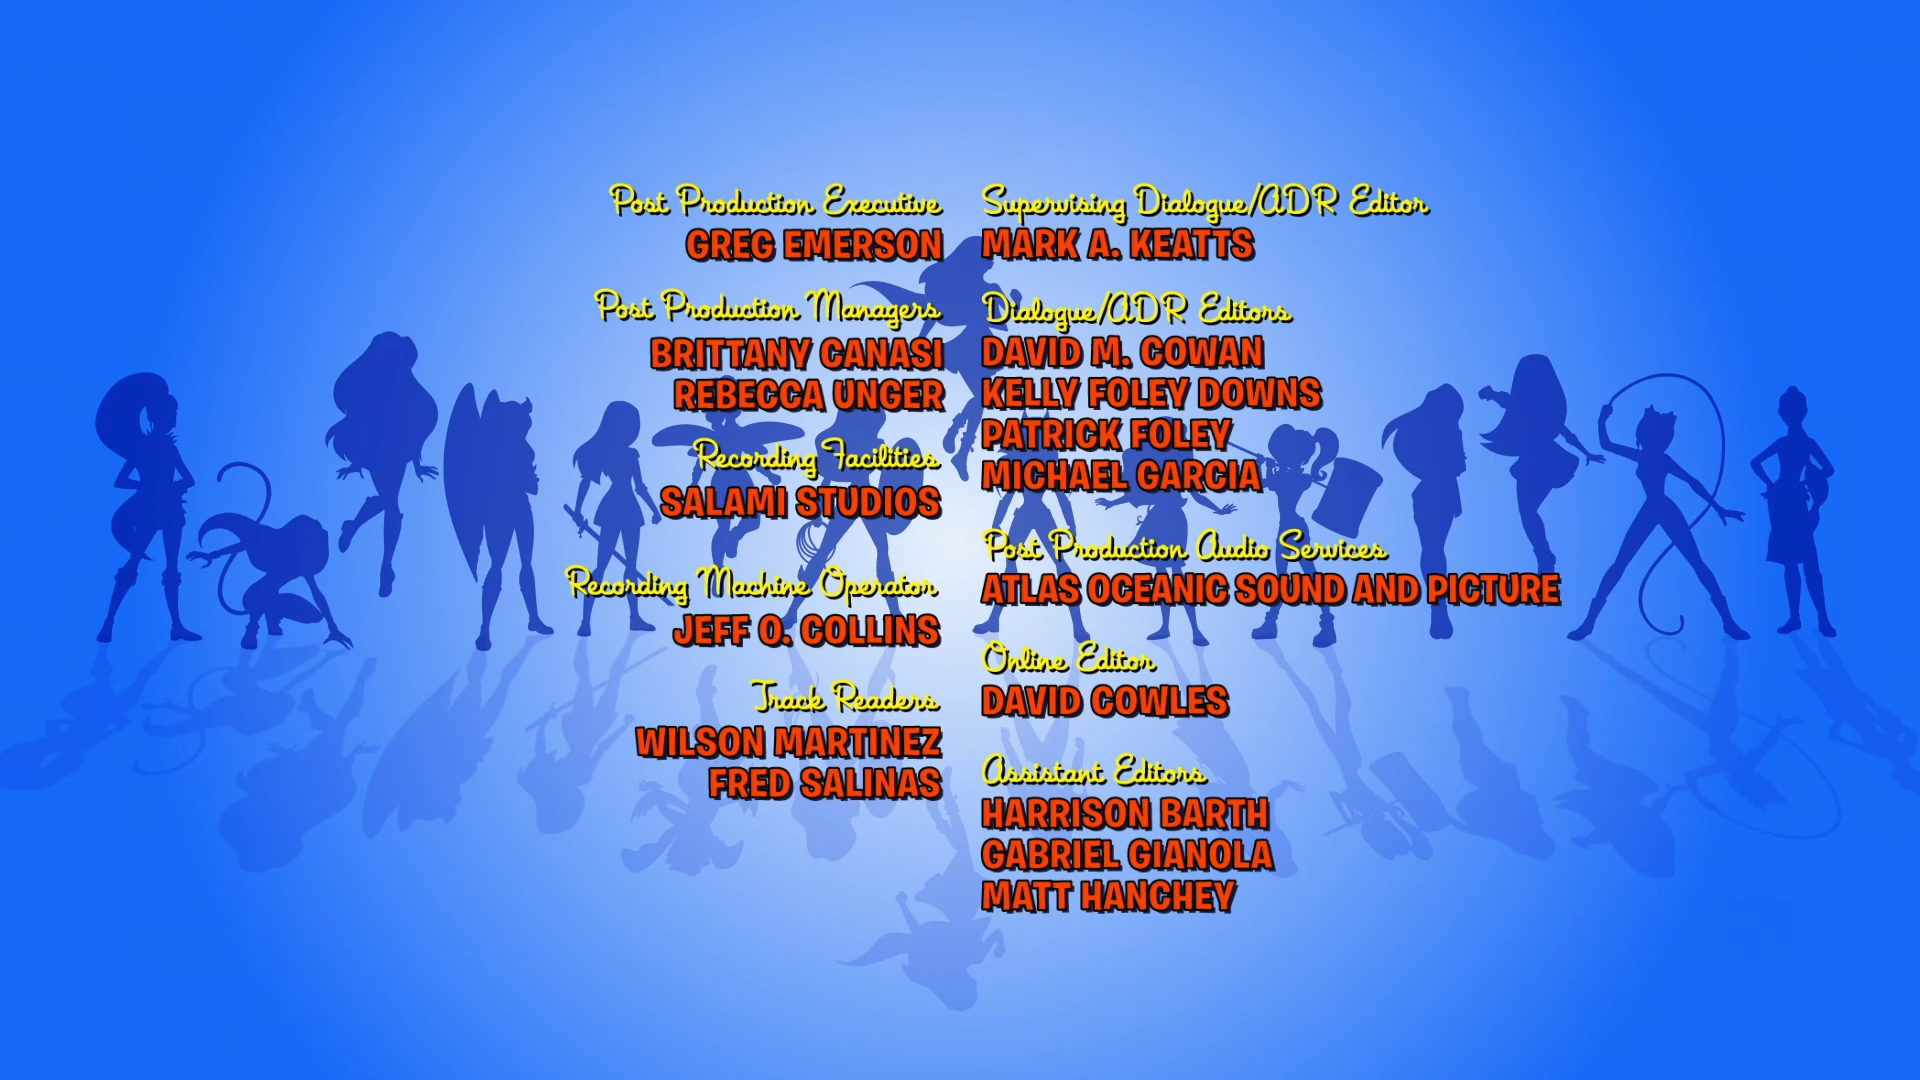 Post Production Executive
GREG EMERSON
Post Production Managers
BRITTANY CANASI
REBECCA UNGER
Recording Facilities
SALAMI STUDIOS
Recording Machine Operator
JEFF O. COLLINS
Track Readers
WILSON MARTINEZ
FRED SALINAS
Supervising Dialogue/ADR Editor
MARK A. KEATTS
Dialogue/ADR Editors
DAVID M. COWAN
KELLY FOLEY DOWNS
PATRICK FOLEY
MICHAEL GARCIA
Post Production Audio Services
ATLAS OCEANIC SOUND AND PICTURE
Online Editor
DAVID COWLES
Assistant Editors
HARRISON BARTH
GABRIEL GIANOLA
MATT HANCHEY